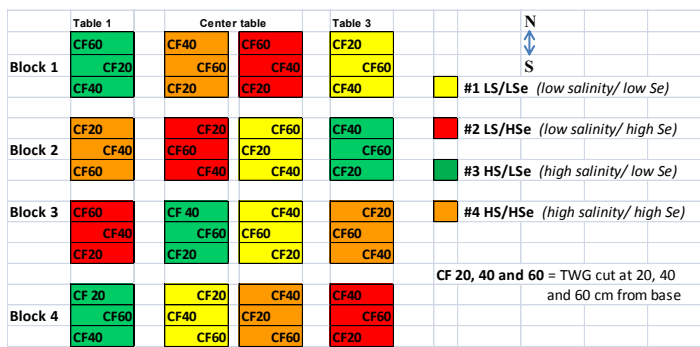 Table 1 Center table Table 3 N
CF60 CF40 CF60 CF20
Block 1 CF20 CF60 CF40 CF60 S
CF40 CF20 CF20 CF40 #1 LS/LSe (low salinity/ low Se)
CF20 CF20 CF60 CF40 #2 LS/HSe (low salinity/ high Se)
Block 2 CF40 CF60 CF20 CF60
CF60 CF40 CF40 CF20 #3 HS/LSe (high salinity/ low Se)
Block 3 CF60 CF 40 CF40 CF20 #4 HS/HSe (high salinity/ high Se)
CF40 CF60 CF60 CF60
CF20 CF20 CF20 CF40
CF 20, 40 and 60 = TWG cut at 20, 40
CF 20 CF20 CF40 CF40 and 60 cm from base
Block 4 CF60 CF40 CF20 CF60
CF40 CF60 CF60 CF20